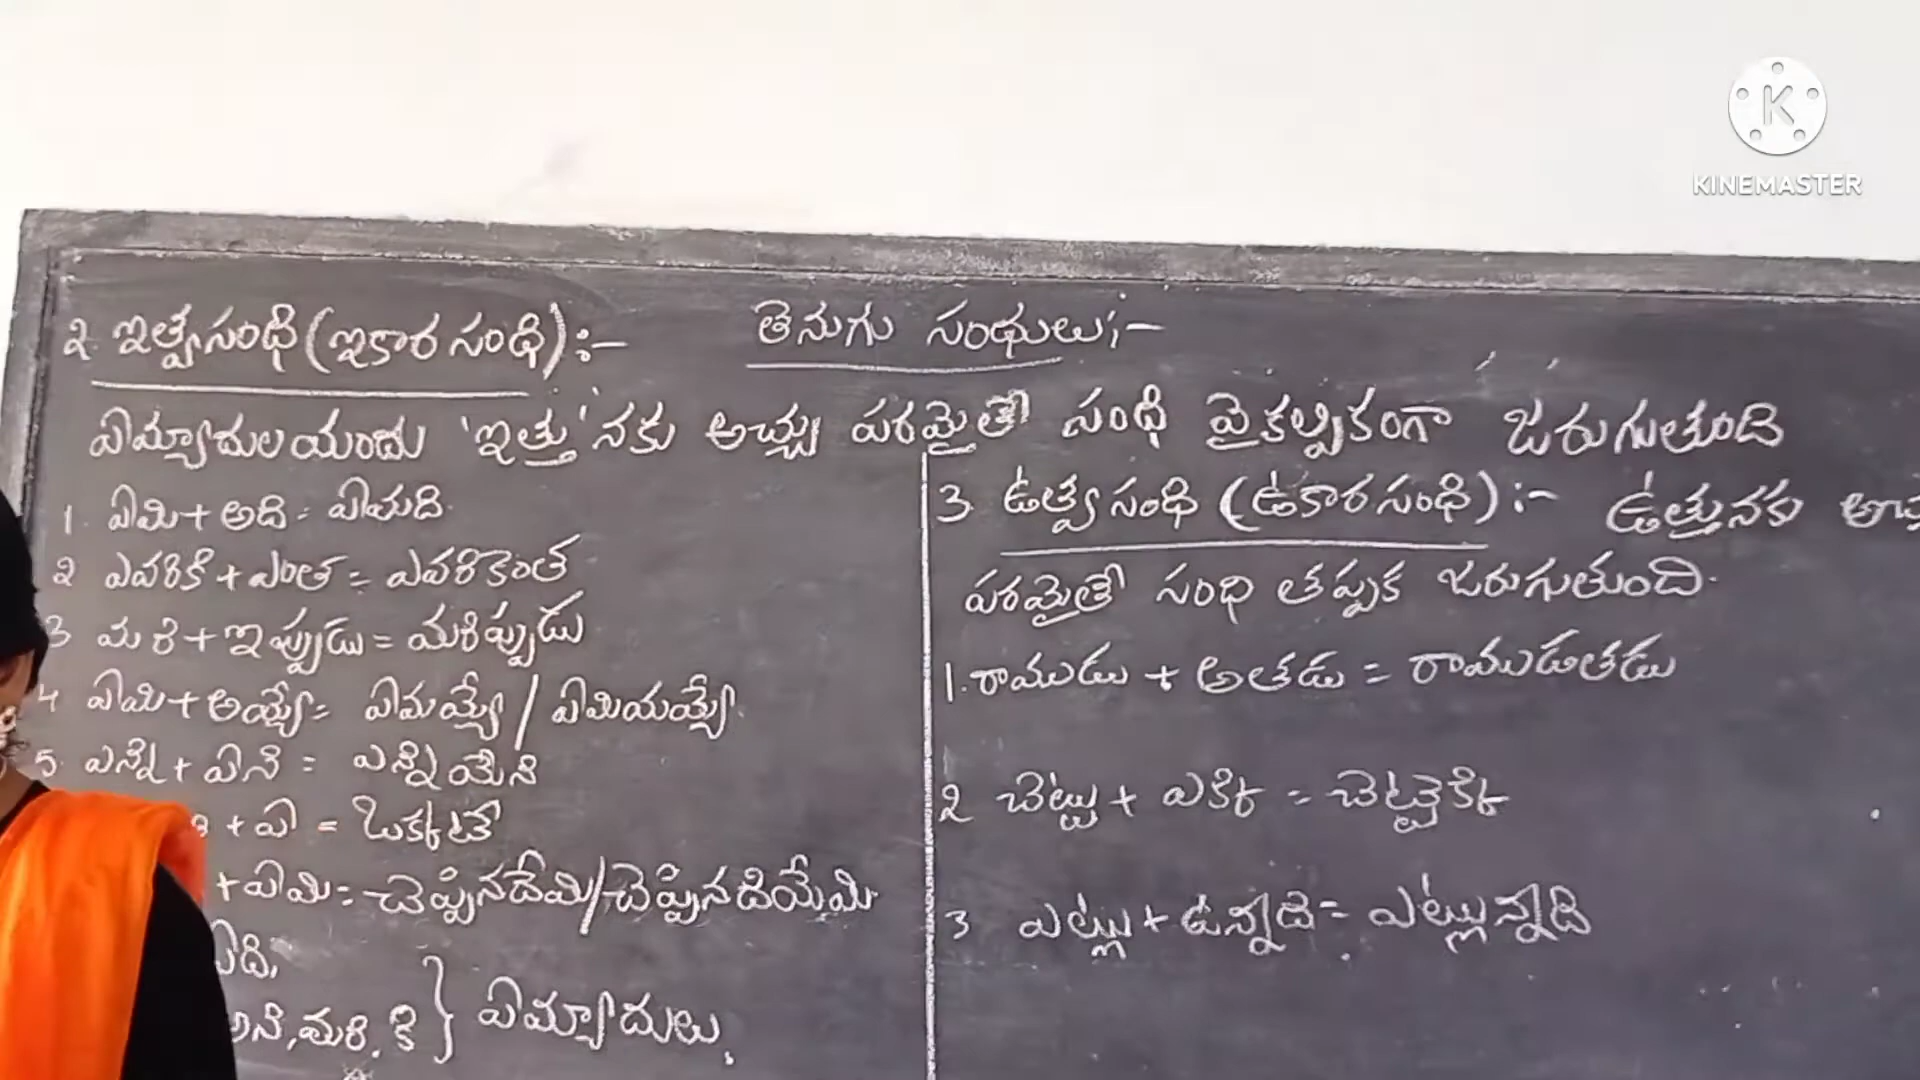 తెనుగు సంధులు;-
2. ఇత్వసంధి (ఇకార సంధి) :-
ఏమ్యాదులయందు 'ఇత్తు'నకు అచ్చు పరమైతే సంధి వైకల్పికంగా జరుగుతుంది
1. ఏమి + అది = ఏమది.
2 ఎవరికి + ఎంత = ఎవరికెంత
3 మరి + ఇప్పుడు = మరిప్పుడు
4 ఏమి + అయ్యే = ఏమయ్యే / ఏమియయ్యే.
5. ఎన్ని + ఏని = ఎన్నియేని
+ ఏ = ఒక్కటే
+ ఏమి = చెప్పినదేమి/చెప్పినదియేమి.
ఏది,
అని, మరి, కి } ఏమ్యాదులు.
3. ఉత్వ సంధి (ఉకార సంధి) :- ఉత్తునకు
పరమైతే సంధి తప్పక జరుగుతుంది.
1. రాముడు + అతడు = రాముడతడు
2 చెట్టు + ఎక్కి = చెట్టెక్కి
3 ఎట్లు + ఉన్నది = ఎట్లున్నది
KINEMASTER